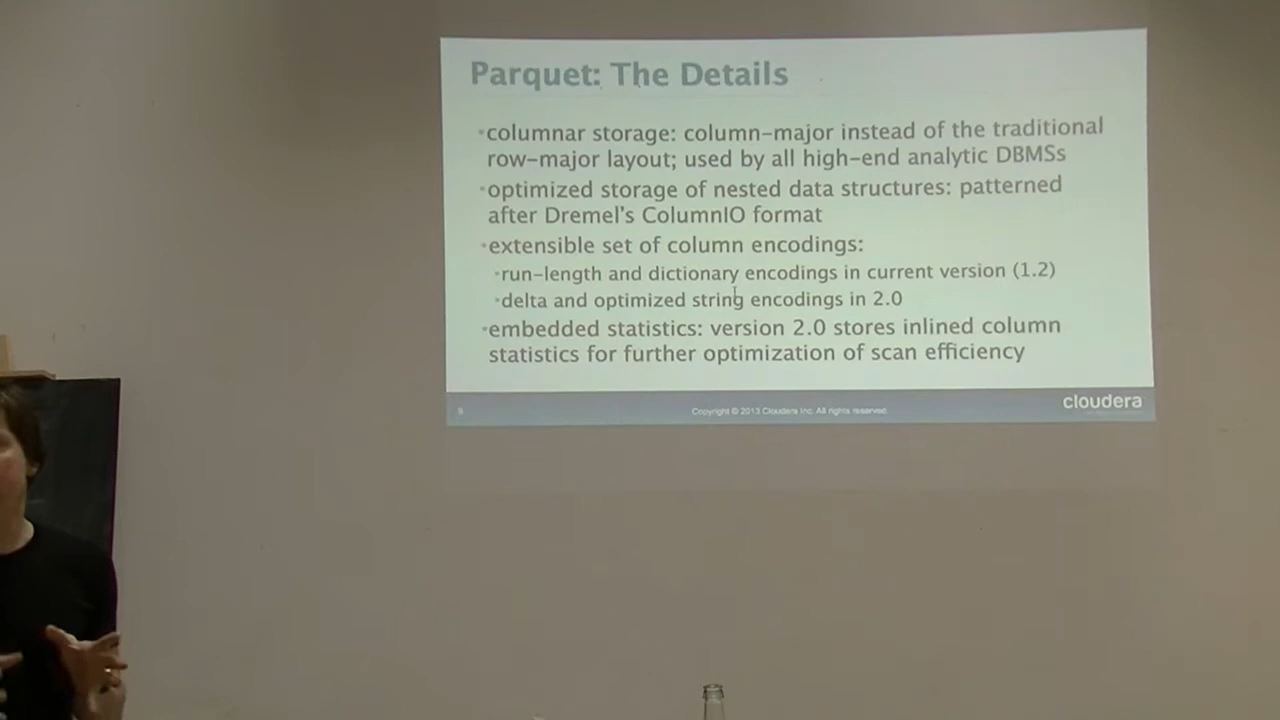 Parquet: The Details
•columnar storage: column-major instead of the traditional
row-major layout; used by all high-end analytic DBMSs
•optimized storage of nested data structures: patterned
after Dremel's ColumnIO format
•extensible set of column encodings:
•run-length and dictionary encodings in current version (1.2)
•delta and optimized string encodings in 2.0
•embedded statistics: version 2.0 stores inlined column
statistics for further optimization of scan efficiency
9
Copyright © 2013 Cloudera Inc. All rights reserved.
cloudera